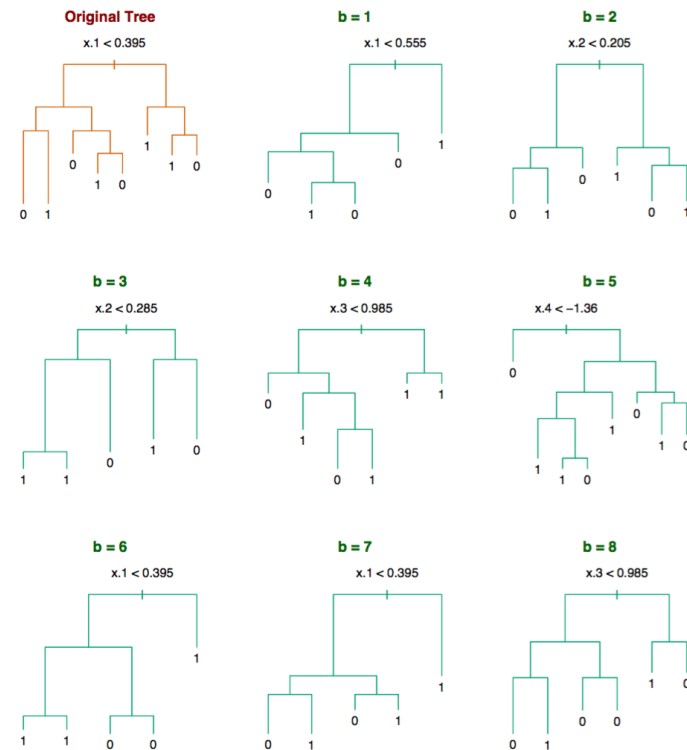 Original Tree
x.1 < 0.395
0 1
0
1 0
1
1 0
b = 1
x.1 < 0.555
0
1 0
0
1
b = 2
x.2 < 0.205
0 1
0
1
0 1
b = 3
x.2 < 0.285
1 1
0
1 0
b = 4
x.3 < 0.985
0
1
0 1
1 1
b = 5
x.4 < −1.36
0
1
1 0
1
0
1 0
b = 6
x.1 < 0.395
1 1
0 0
1
b = 7
x.1 < 0.395
0 1
0 1
1
b = 8
x.3 < 0.985
0 1
0 0
1 0